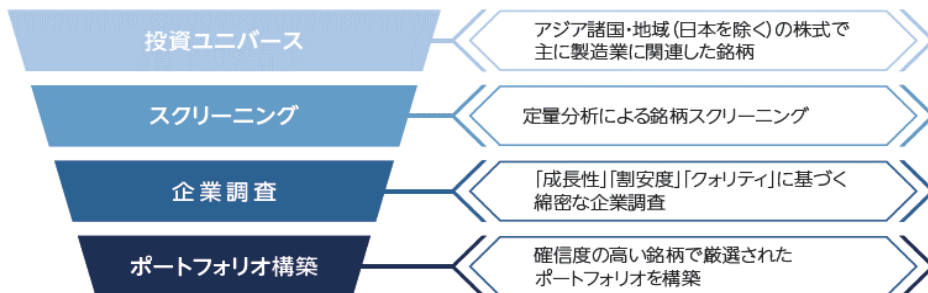 投資ユニバース
アジア諸国・地域(日本を除く)の株式で
主に製造業に関連した銘柄
スクリーニング
定量分析による銘柄スクリーニング
企業調査
「成長性」「割安度」「クォリティ」に基づく
綿密な企業調査
ポートフォリオ構築
確信度の高い銘柄で厳選された
ポートフォリオを構築